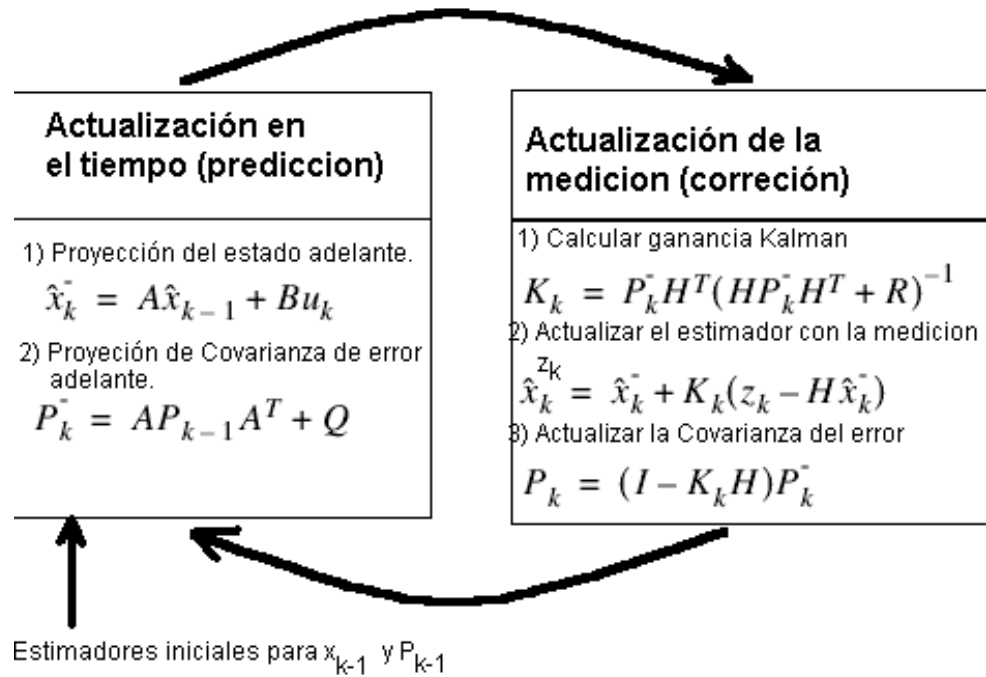 Actualización en
el tiempo (prediccion)
1) Proyección del estado adelante.
x̂ₖ⁻ = Ax̂ₖ₋₁ + Buₖ
2) Proyeción de Covarianza de error
adelante.
Pₖ⁻ = APₖ₋₁Aᵀ + Q
Actualización de la
medicion (correción)
1) Calcular ganancia Kalman
Kₖ = Pₖ⁻Hᵀ(HPₖ⁻Hᵀ + R)⁻¹
2) Actualizar el estimador con la medicion
zₖ
x̂ₖ = x̂ₖ⁻ + Kₖ(zₖ – Hx̂ₖ⁻)
3) Actualizar la Covarianza del error
Pₖ = (I – KₖH)Pₖ⁻
Estimadores iniciales para xₖ₋₁ y Pₖ₋₁